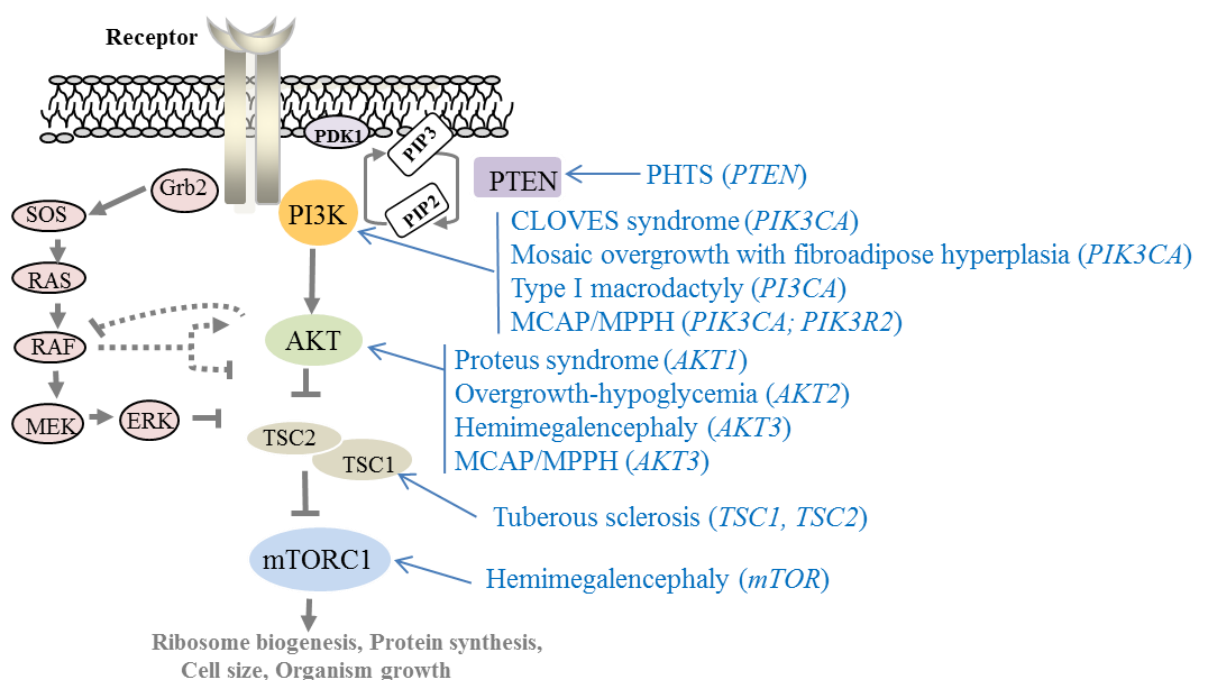 Receptor
PDK1
PIP3
PTEN
PHTS (PTEN)
Grb2
SOS
PI3K
PIP2
CLOVES syndrome (PIK3CA)
Mosaic overgrowth with fibroadipose hyperplasia (PIK3CA)
Type I macrodactyly (PI3CA)
MCAP/MPPH (PIK3CA; PIK3R2)
RAS
RAF
AKT
Proteus syndrome (AKT1)
Overgrowth-hypoglycemia (AKT2)
Hemimegalencephaly (AKT3)
MCAP/MPPH (AKT3)
MEK
ERK
TSC2
TSC1
Tuberous sclerosis (TSC1, TSC2)
mTORC1
Hemimegalencephaly (mTOR)
Ribosome biogenesis, Protein synthesis,
Cell size, Organism growth